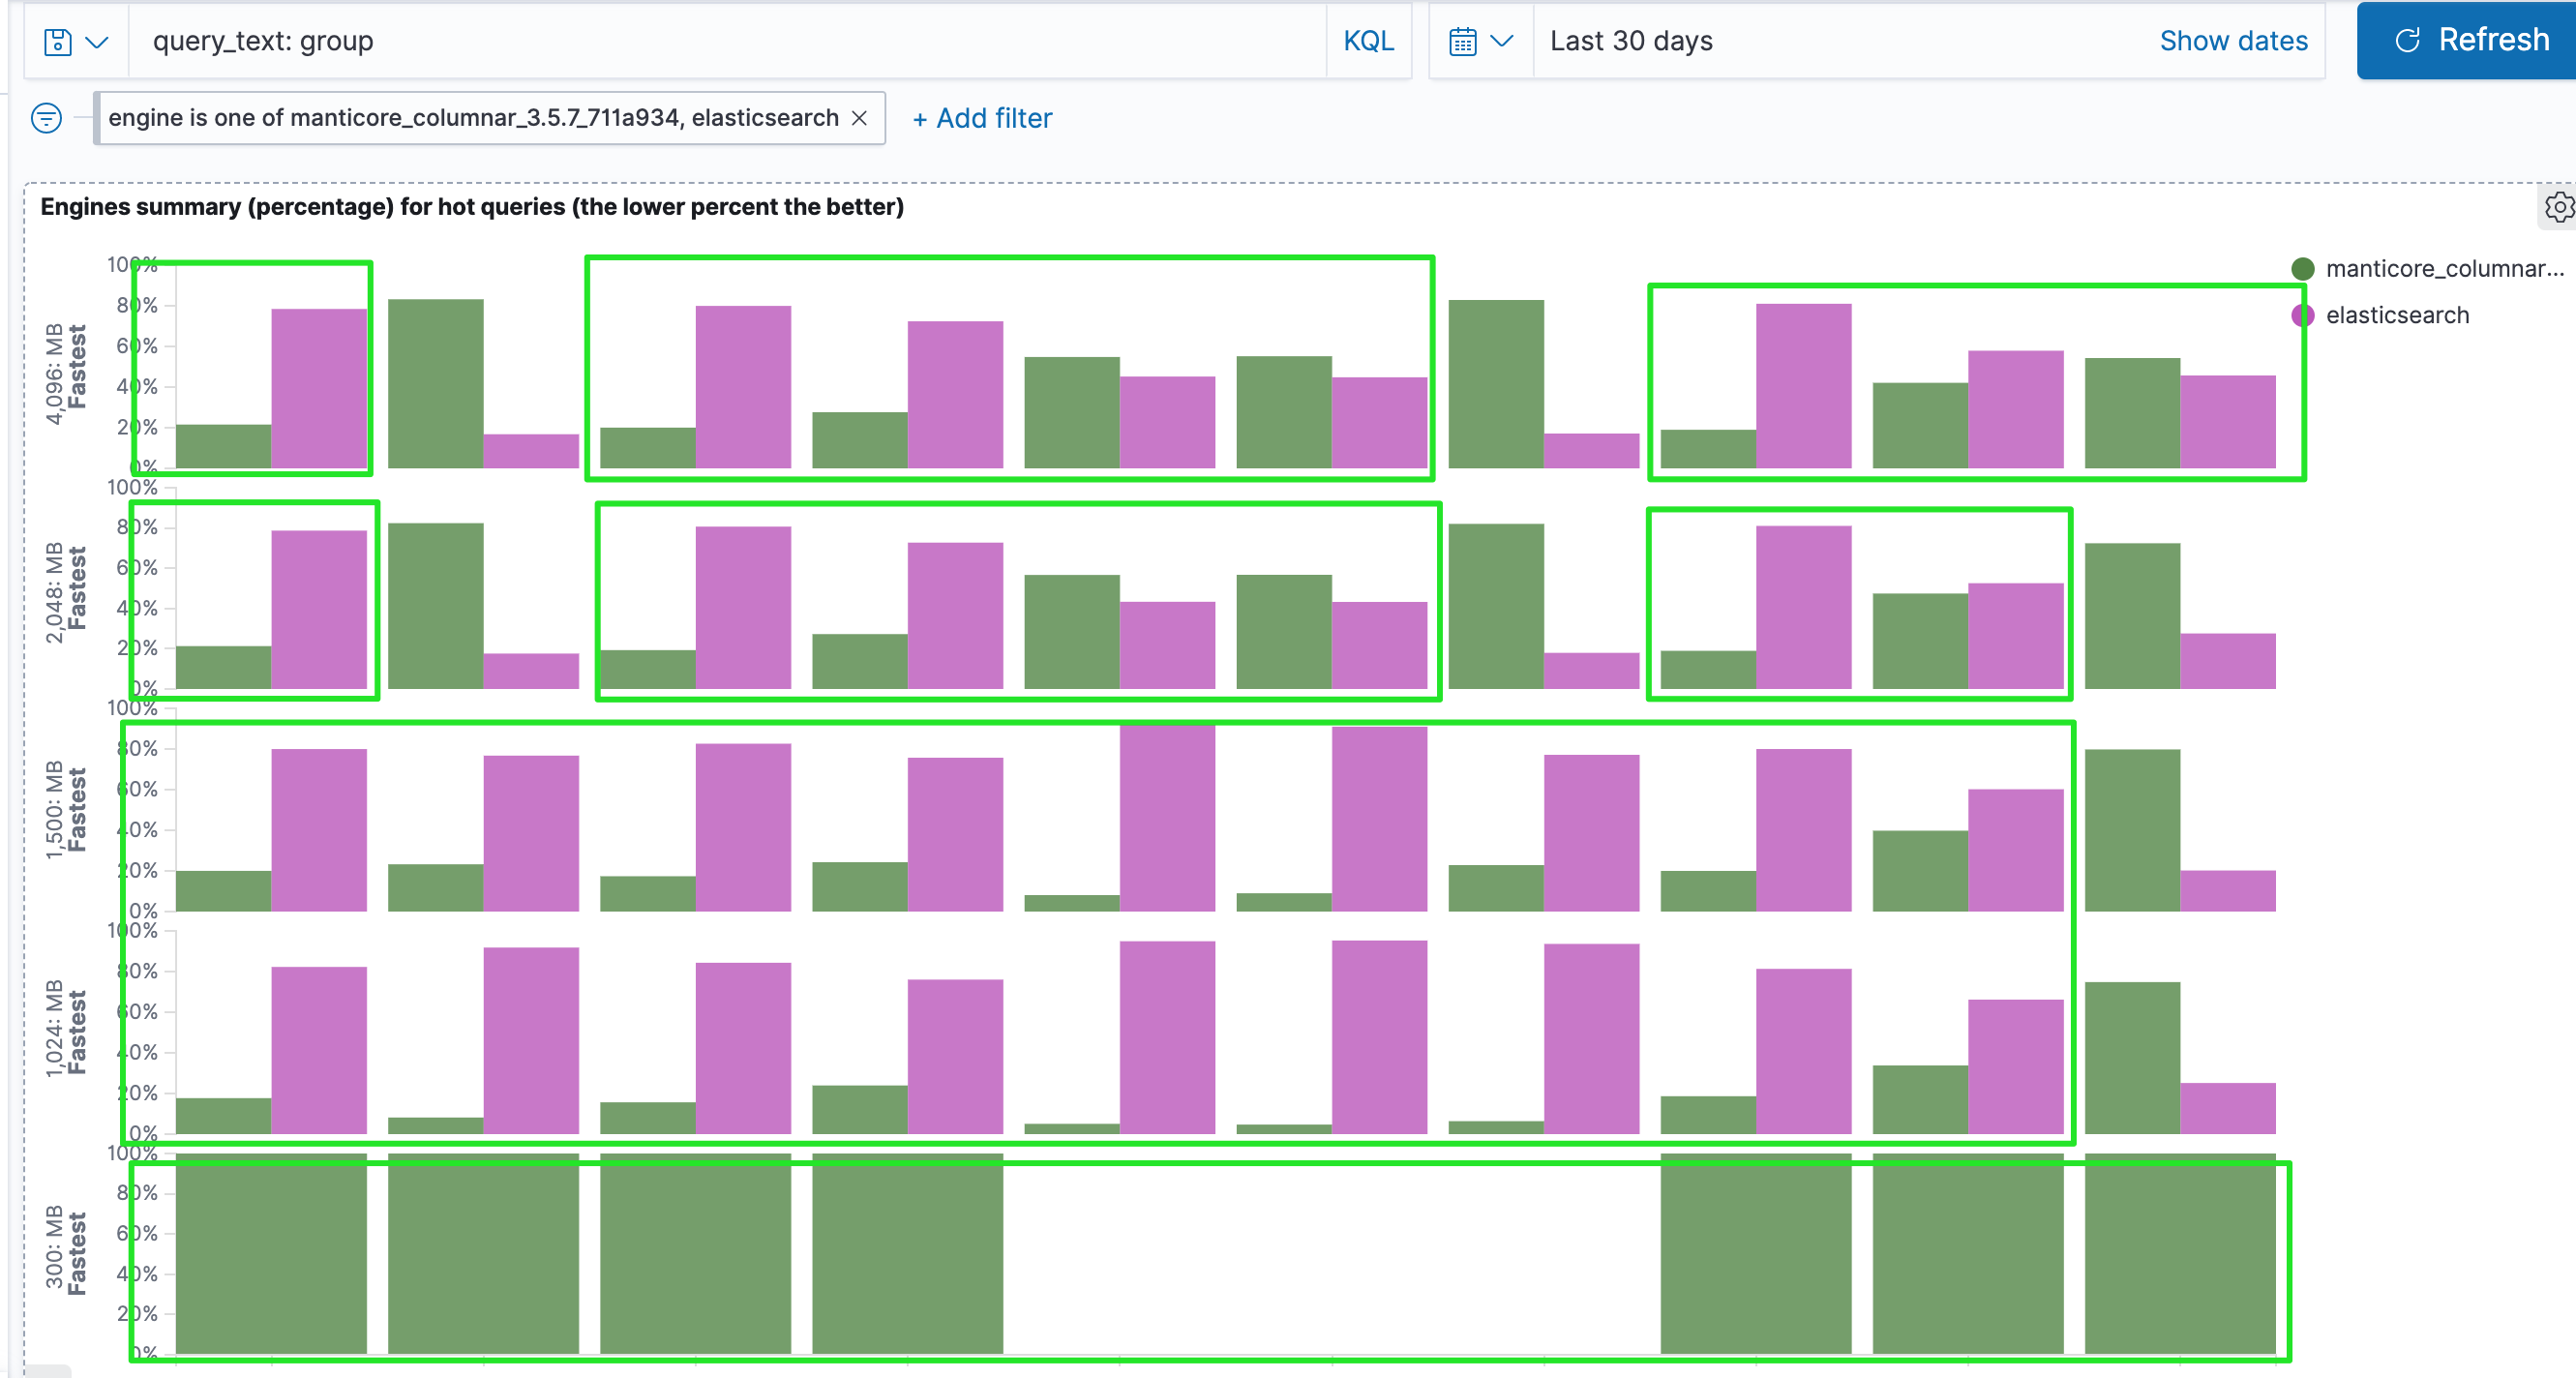 query_text: group
KQL
Last 30 days
Show dates
Refresh
engine is one of manticore_columnar_3.5.7_711a934, elasticsearch ×
+ Add filter
Engines summary (percentage) for hot queries (the lower percent the better)
manticore_columnar...
elasticsearch
4,096: MB
Fastest
100%
80%
60%
40%
20%
0%
2,048: MB
Fastest
100%
80%
60%
40%
20%
0%
1,500: MB
Fastest
100%
80%
60%
40%
20%
0%
1,024: MB
Fastest
100%
80%
60%
40%
20%
0%
300: MB
Fastest
100%
80%
60%
40%
20%
0%